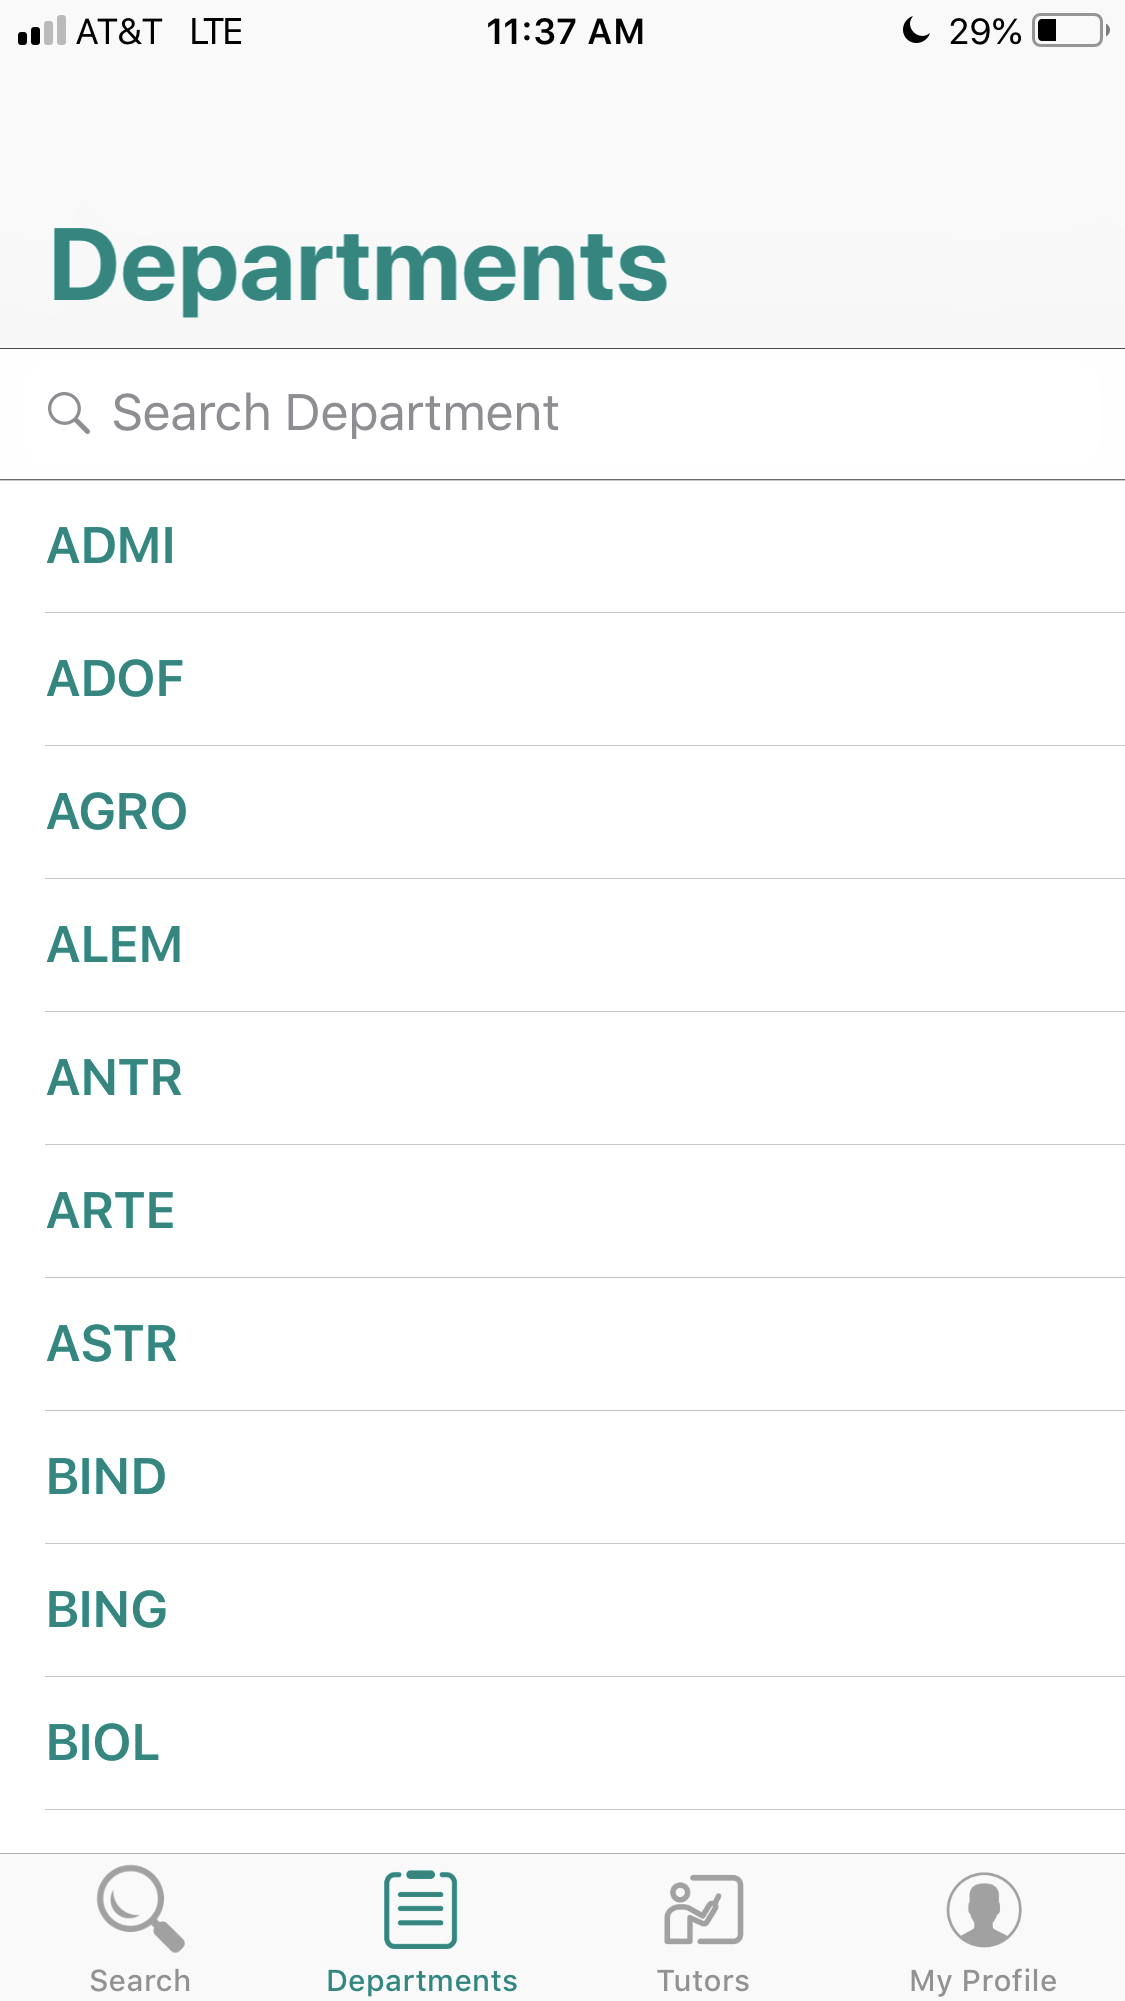 AT&T LTE 11:37 AM 29%
Departments
Search Department
ADMI
ADOF
AGRO
ALEM
ANTR
ARTE
ASTR
BIND
BING
BIOL
Search Departments Tutors My Profile